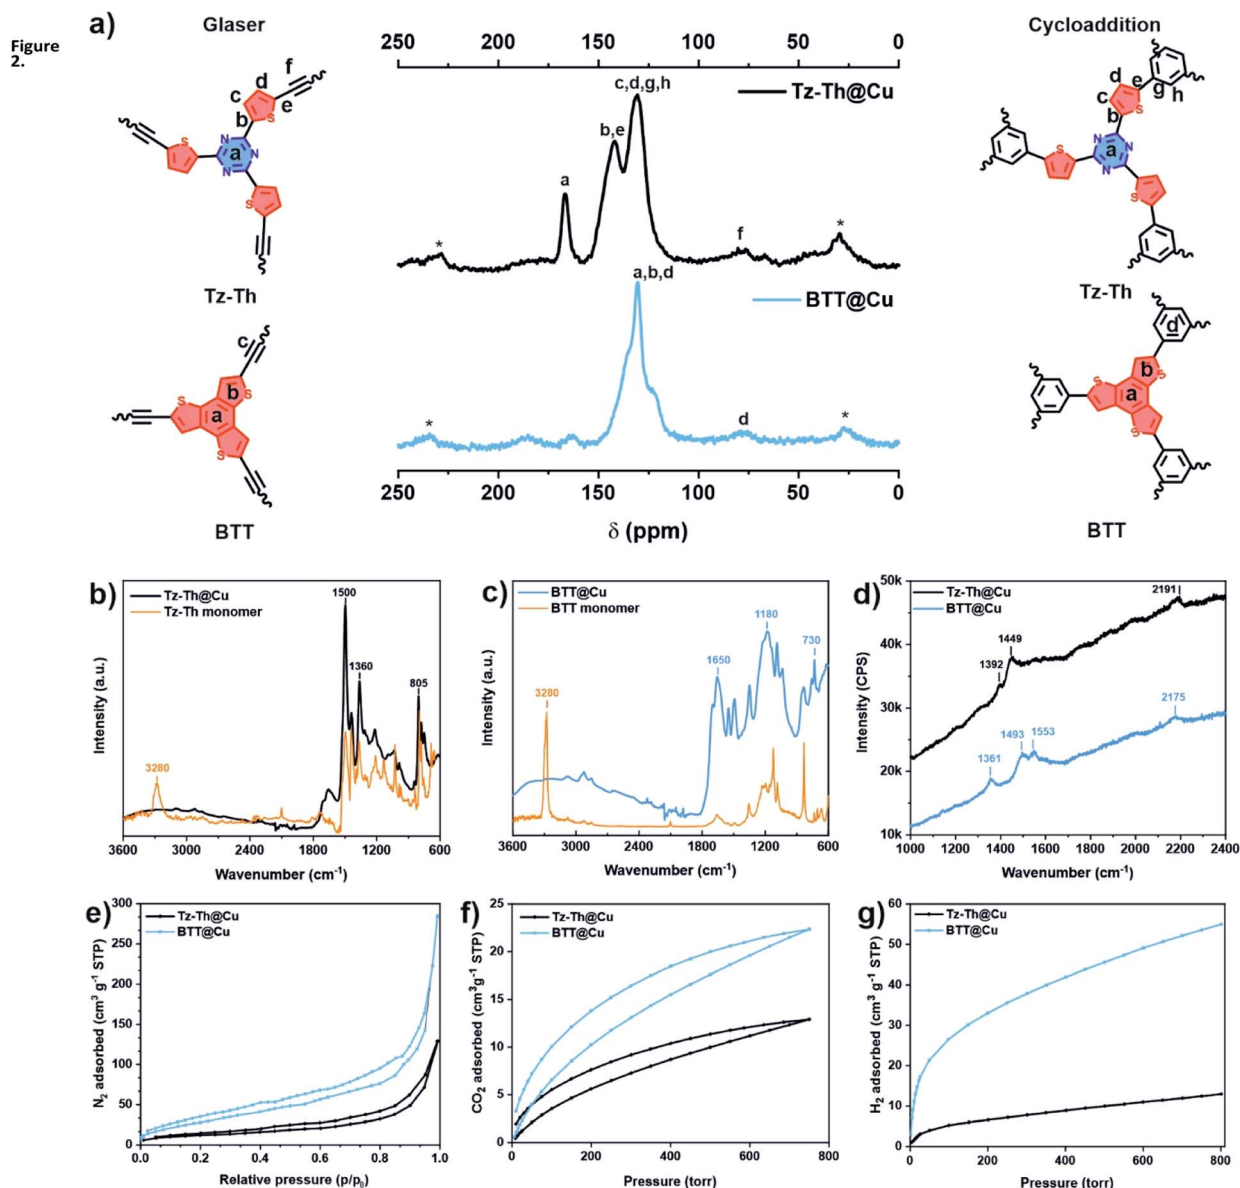 Figure
2.
a)
Glaser
Cycloaddition
250 200 150 100 50 0
Tz-Th@Cu
c,d,g,h
b,e
a
*
f
*
a,b,d
BTT@Cu
*
d
*
250 200 150 100 50 0
δ (ppm)
f
d
c
e
b
S
N
a
N
N
S
S
Tz-Th
c
b
S
S
a
S
BTT
d
e
c
g
h
b
S
N
a
N
N
S
S
Tz-Th
d
b
S
S
a
S
BTT
b)
Tz-Th@Cu
Tz-Th monomer
1500
1360
805
3280
Intensity (a.u.)
3600 3000 2400 1800 1200 600
Wavenumber (cm-1)
c)
BTT@Cu
BTT monomer
1180
1650
730
3280
Intensity (a.u.)
3600 3000 2400 1800 1200 600
Wavenumber (cm-1)
d)
Tz-Th@Cu
BTT@Cu
2191
1449
1392
2175
1493
1553
1361
Intensity (CPS)
50k
40k
30k
20k
10k
1000 1200 1400 1600 1800 2000 2200 2400
Wavenumber (cm-1)
e)
Tz-Th@Cu
BTT@Cu
N2 adsorbed (cm3 g-1 STP)
300
250
200
150
100
50
0
0.0 0.2 0.4 0.6 0.8 1.0
Relative pressure (p/p0)
f)
Tz-Th@Cu
BTT@Cu
CO2 adsorbed (cm3g-1 STP)
25
20
15
10
5
0
0 200 400 600 800
Pressure (torr)
g)
Tz-Th@Cu
BTT@Cu
H2 adsorbed (cm3 g-1 STP)
60
50
40
30
20
10
0
0 200 400 600 800
Pressure (torr)